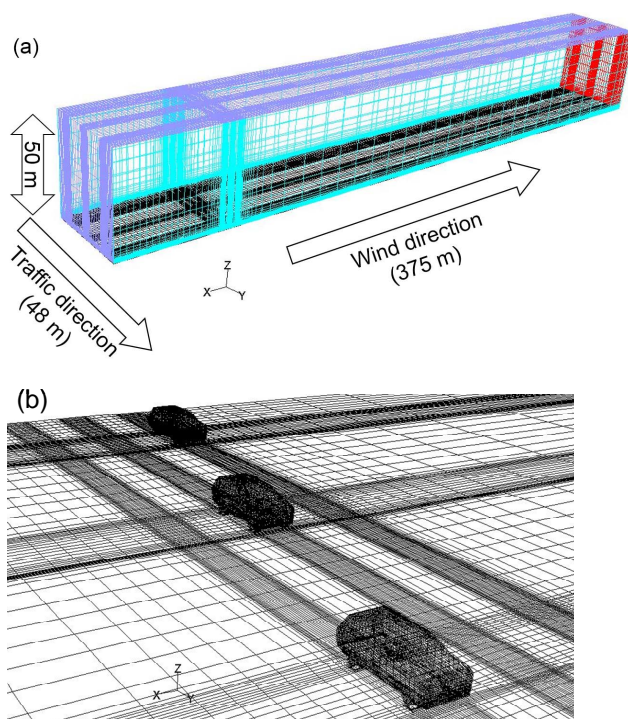 (a)
50 m
Traffic direction
(48 m)
Wind direction
(375 m)
Z
X
Y
(b)
Z
X
Y